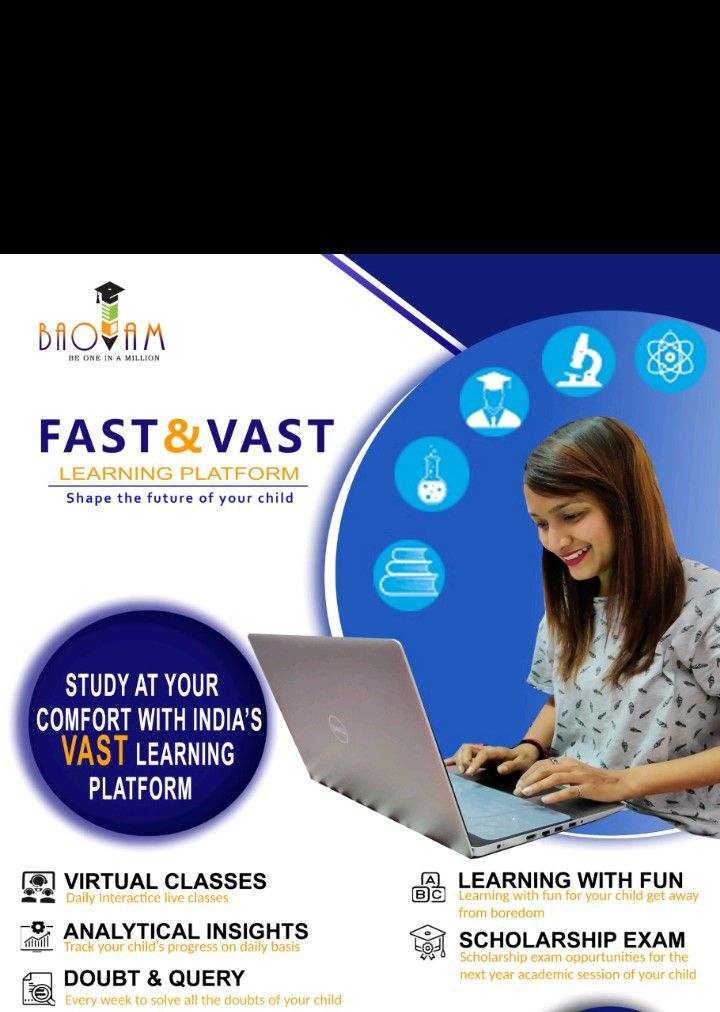 BAOVAM
BE ONE IN A MILLION
FAST&VAST
LEARNING PLATFORM
Shape the future of your child
STUDY AT YOUR
COMFORT WITH INDIA'S
VAST LEARNING
PLATFORM
VIRTUAL CLASSES
Daily Interactive live classes
ANALYTICAL INSIGHTS
Track your child's progress on daily basis
DOUBT & QUERY
Every week to solve all the doubts of your child
A
B C
LEARNING WITH FUN
Learning with fun for your child get away
from boredom
SCHOLARSHIP EXAM
Scholarship exam oppurtunities for the
next year academic session of your child